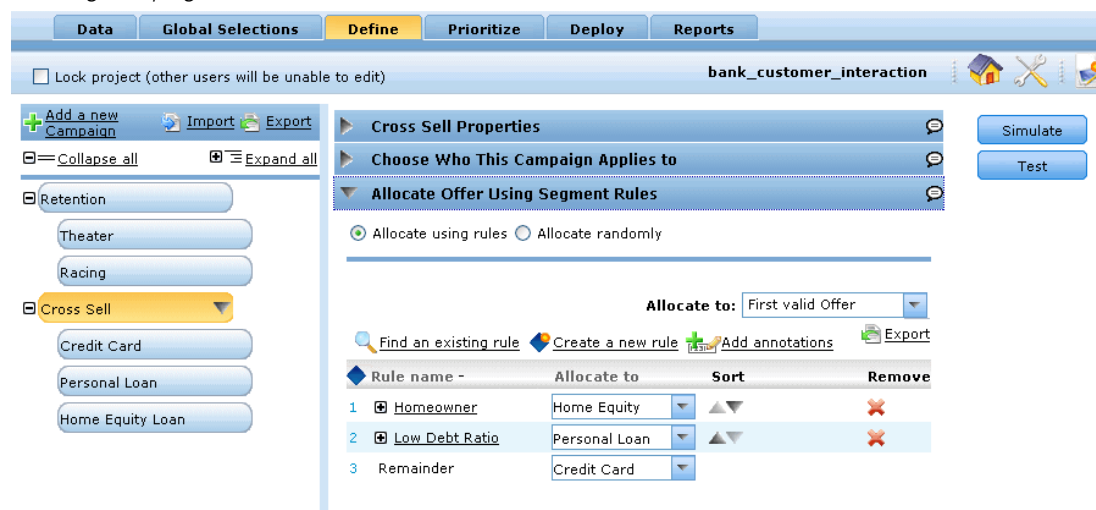 Data Global Selections Define Prioritize Deploy Reports
Lock project (other users will be unable to edit) bank_customer_interaction
Add a new Campaign Import Export
Collapse all Expand all
Retention
Theater
Racing
Cross Sell
Credit Card
Personal Loan
Home Equity Loan
Cross Sell Properties
Choose Who This Campaign Applies to
Allocate Offer Using Segment Rules
Allocate using rules Allocate randomly
Allocate to: First valid Offer
Find an existing rule Create a new rule Add annotations Export
Rule name - Allocate to Sort Remove
1 Homeowner Home Equity
2 Low Debt Ratio Personal Loan
3 Remainder Credit Card
Simulate
Test